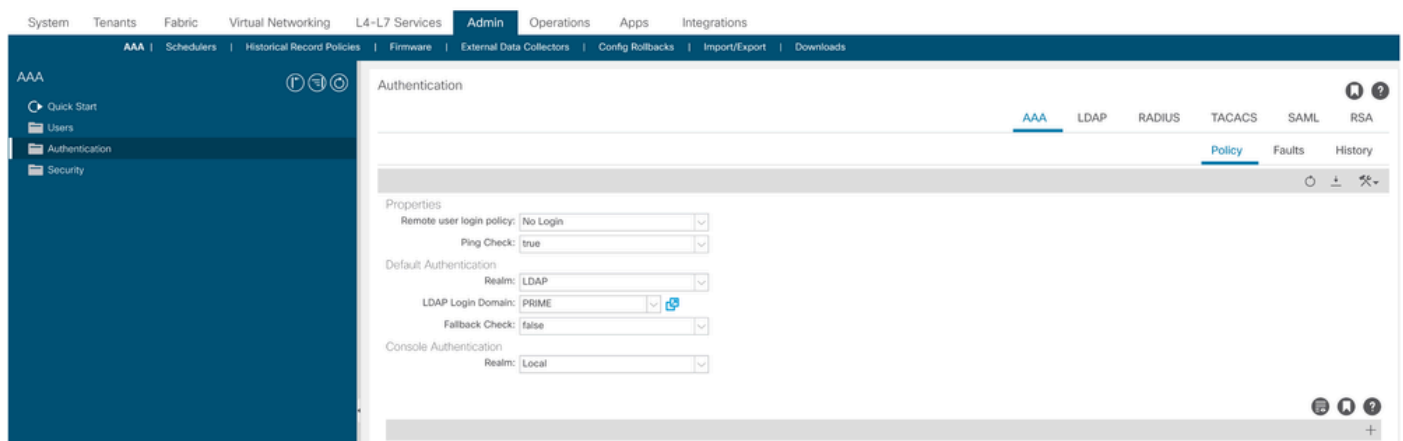 System Tenants Fabric Virtual Networking L4-L7 Services Admin Operations Apps Integrations
AAA | Schedulers | Historical Record Policies | Firmware | External Data Collectors | Config Rollbacks | Import/Export | Downloads
AAA
Quick Start
Users
Authentication
Security
Authentication
AAA LDAP RADIUS TACACS SAML RSA
Policy Faults History
Properties
Remote user login policy: No Login
Ping Check: true
Default Authentication
Realm: LDAP
LDAP Login Domain: PRIME
Fallback Check: false
Console Authentication
Realm: Local